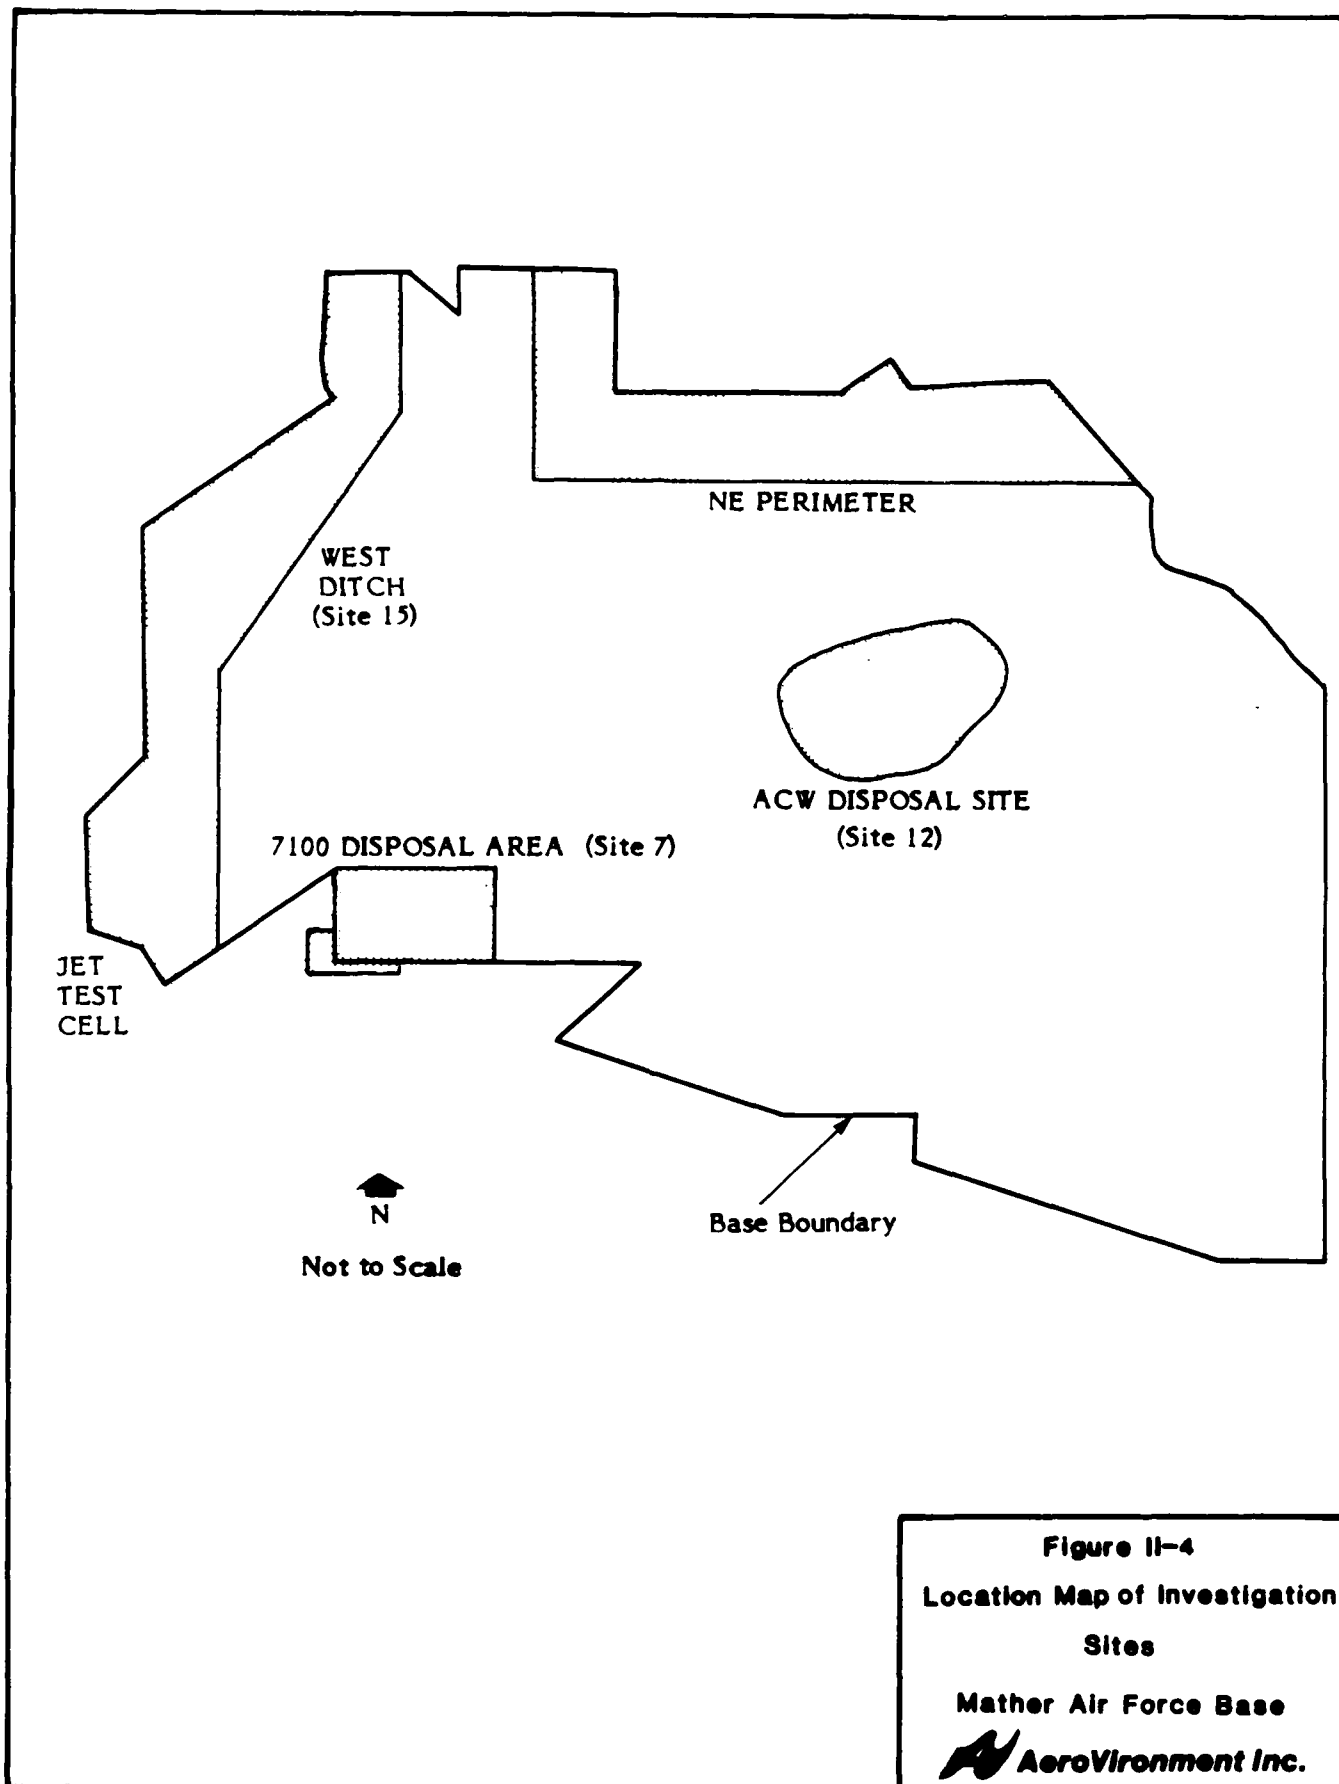 NE PERIMETER
WEST
DITCH
(Site 15)
ACW DISPOSAL SITE
(Site 12)
7100 DISPOSAL AREA (Site 7)
JET
TEST
CELL
Base Boundary
N
Not to Scale
Figure II-4
Location Map of Investigation
Sites
Mather Air Force Base
AeroVironment Inc.